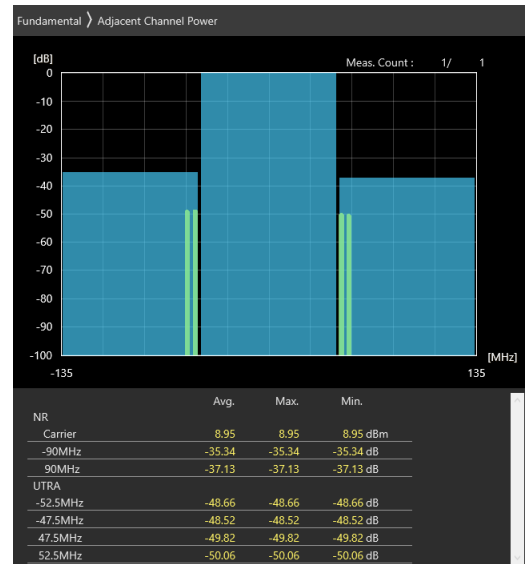 Fundamental 〉 Adjacent Channel Power
[dB]
Meas. Count : 1/ 1
0
-10
-20
-30
-40
-50
-60
-70
-80
-90
-100
[MHz]
-135 135
Avg. Max. Min.
NR
Carrier 8.95 8.95 8.95 dBm
-90MHz -35.34 -35.34 -35.34 dB
90MHz -37.13 -37.13 -37.13 dB
UTRA
-52.5MHz -48.66 -48.66 -48.66 dB
-47.5MHz -48.52 -48.52 -48.52 dB
47.5MHz -49.82 -49.82 -49.82 dB
52.5MHz -50.06 -50.06 -50.06 dB